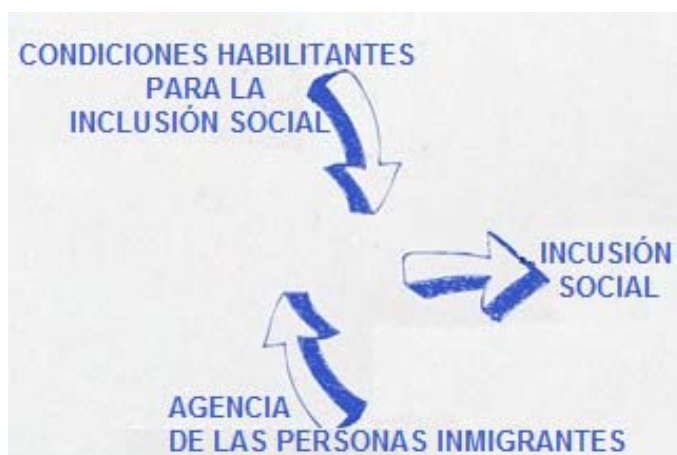 CONDICIONES HABILITANTES
PARA LA
INCLUSIÓN SOCIAL
INCUSIÓN
SOCIAL
AGENCIA
DE LAS PERSONAS INMIGRANTES